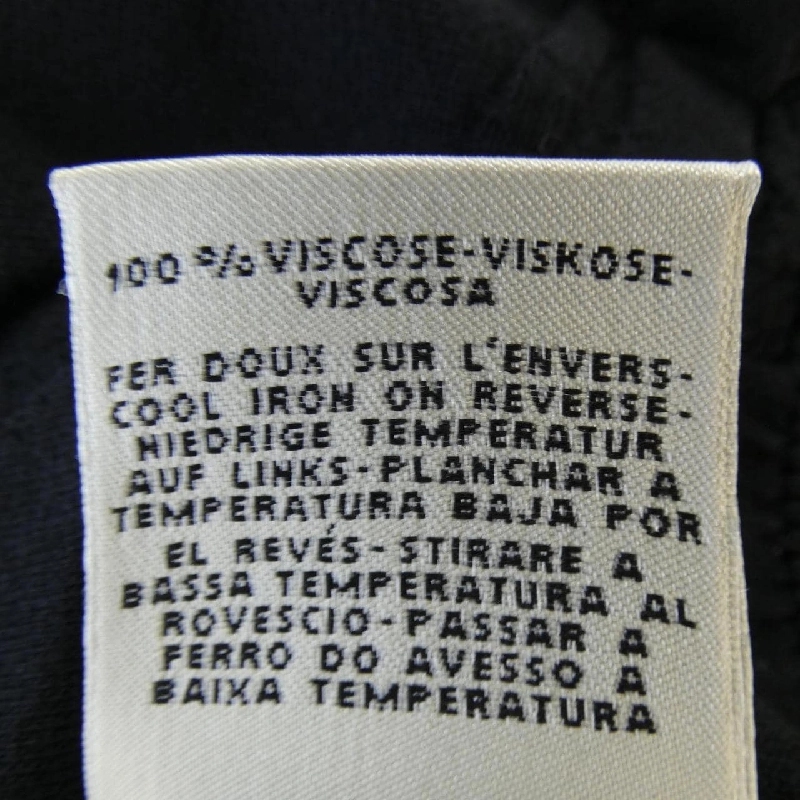 100 % VISCOSE-VISKOSE-
VISCOSA
FER DOUX SUR L'ENVERS-
COOL IRON ON REVERSE-
NIEDRIGE TEMPERATUR
AUF LINKS-PLANCHAR A
TEMPERATURA BAJA POR
EL REVÉS-STIRARE A
BASSA TEMPERATURA AL
ROVESCIO-PASSAR A
FERRO DO AVESSO A
BAIXA TEMPERATURA